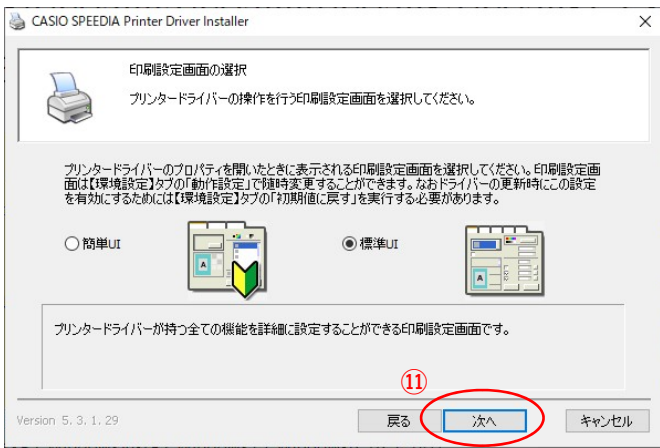 CASIO SPEEDIA Printer Driver Installer
印刷設定画面の選択
プリンタードライバーの操作を行う印刷設定画面を選択してください。
プリンタードライバーのプロパティを開いたときに表示される印刷設定画面を選択してください。印刷設定画
面は【環境設定】タブの「動作設定」で随時変更することができます。なおドライバーの更新時にこの設定
を有効にするためには【環境設定】タブの「初期値に戻す」を実行する必要があります。
簡単UI
標準UI
プリンタードライバーが持つ全ての機能を詳細に設定することができる印刷設定画面です。
⑪
Version 5.3.1.29
戻る 次へ キャンセル